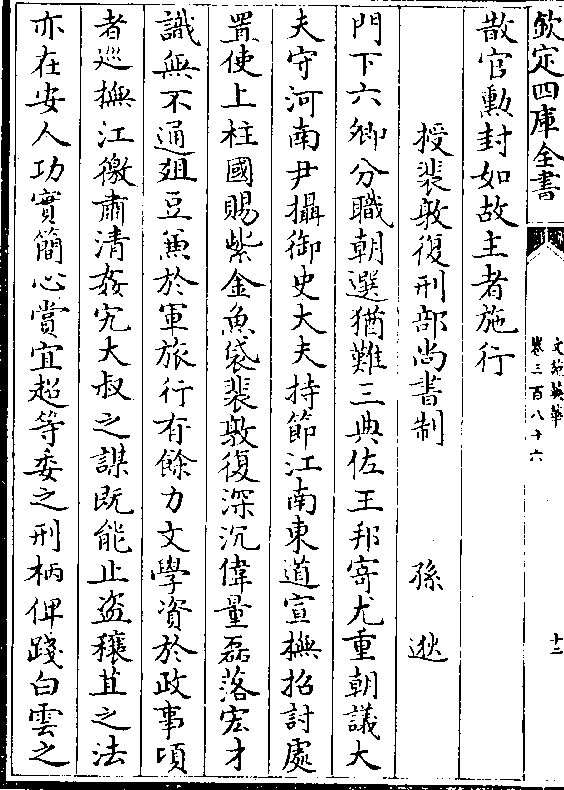 欽定四庫全書
文苑英華
卷三百八十六
十二
散官勲封如故主者施行
授裴敦復刑部尚書制 孫逖
門下六卿分職朝選猶難三典佐王邦寄尤重朝議大
夫守河南尹攝御史大夫持節江南東道宣撫招討處
置使上柱國賜紫金魚袋裴敦復深沉偉量磊落宏才
識無不通爼豆兼於軍旅行有餘力文學資於政事頃
者巡撫江徼肅清姦宄大叔之謀既能止盗穰苴之法
亦在安人功實簡心賞宜超等委之刑柄俾踐白雲之